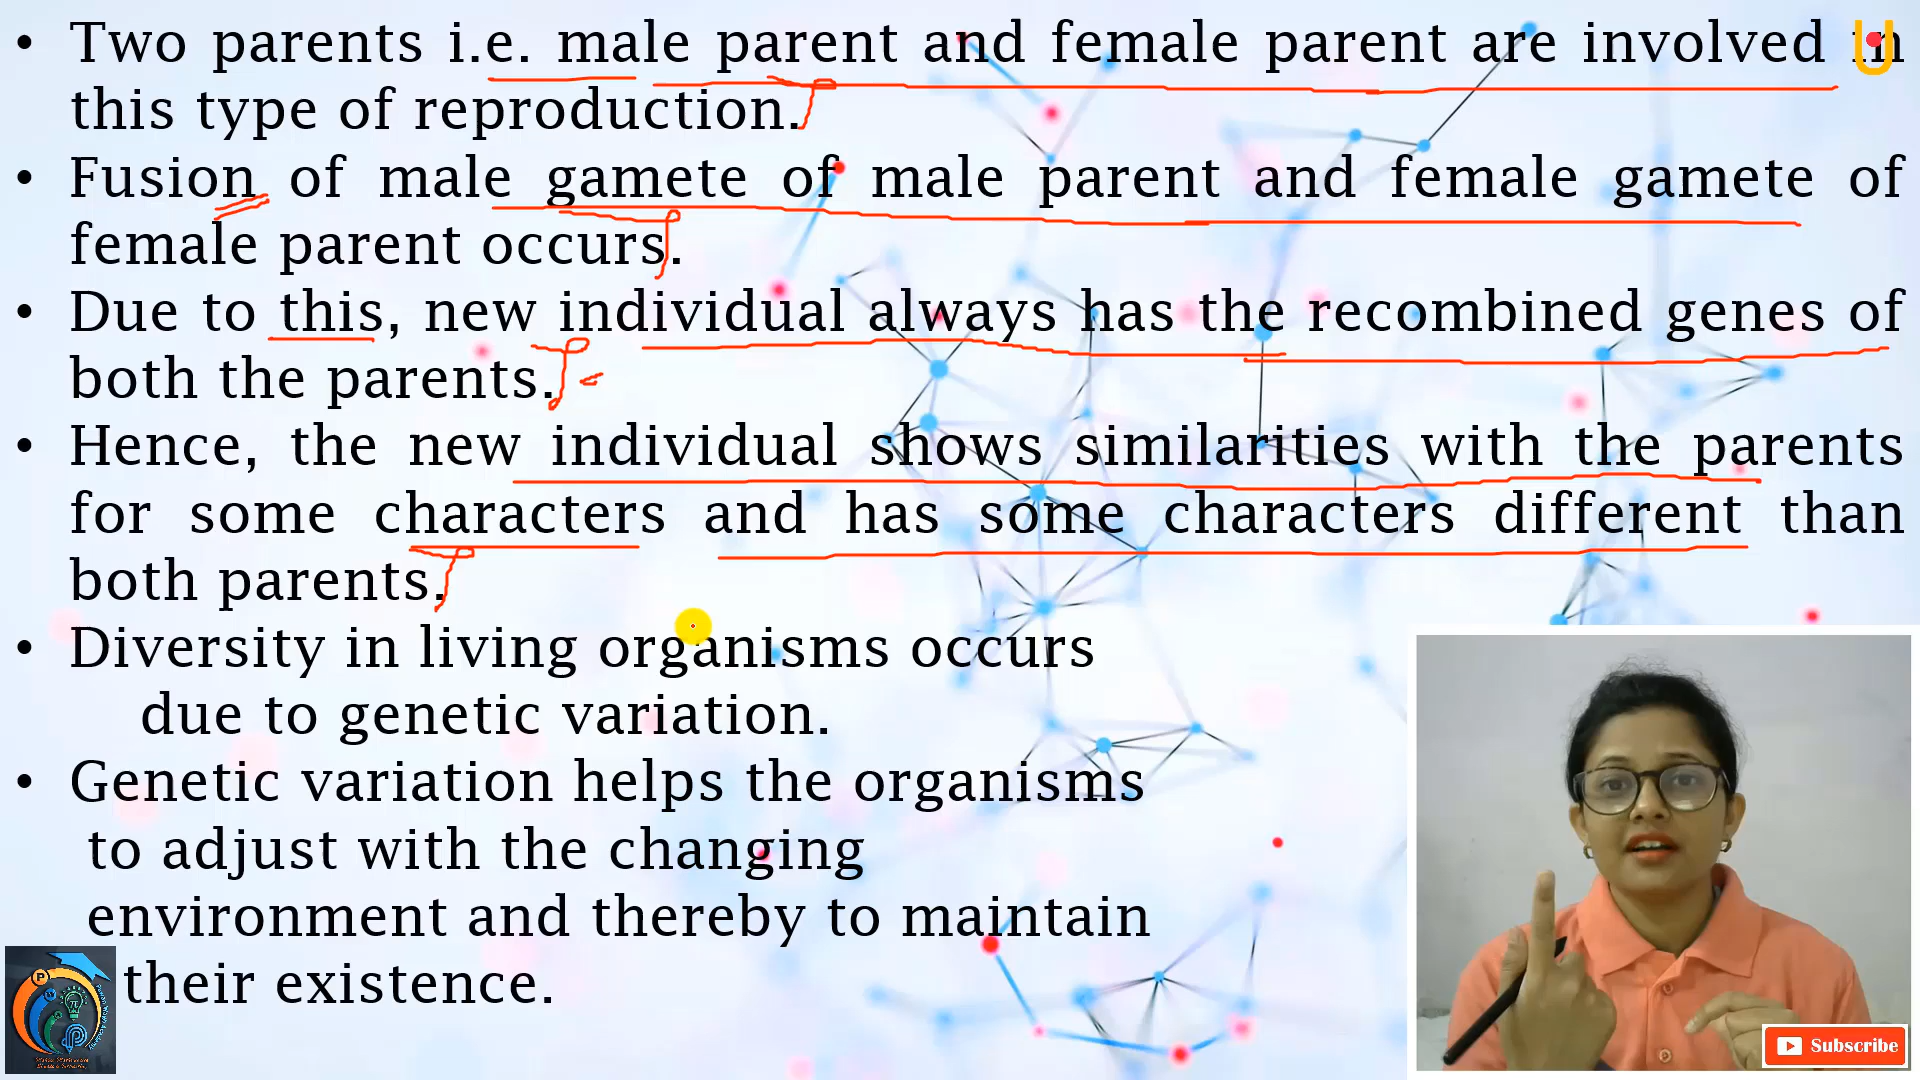 • Two parents i.e. male parent and female parent are involved in
this type of reproduction.
• Fusion of male gamete of male parent and female gamete of
female parent occurs.
• Due to this, new individual always has the recombined genes of
both the parents.
• Hence, the new individual shows similarities with the parents
for some characters and has some characters different than
both parents.
• Diversity in living organisms occurs
due to genetic variation.
• Genetic variation helps the organisms
to adjust with the changing
environment and thereby to maintain
their existence.
Subscribe